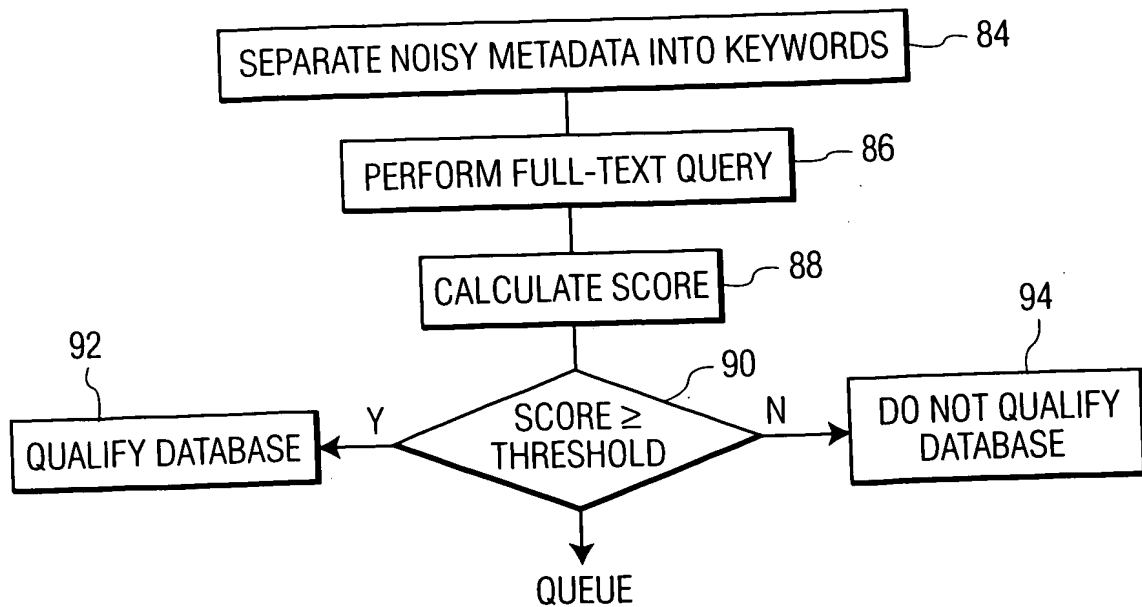 SEPARATE NOISY METADATA INTO KEYWORDS
84
PERFORM FULL-TEXT QUERY
86
CALCULATE SCORE
88
94
92
90
Y
SCORE ≥
THRESHOLD
N
DO NOT QUALIFY
DATABASE
QUALIFY DATABASE
QUEUE